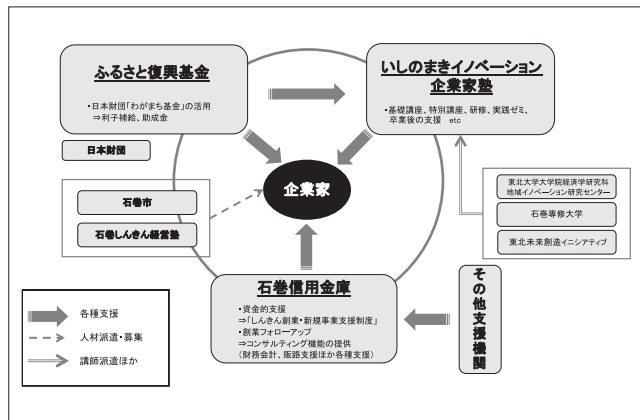 ふるさと復興基金
・日本財団「わがまち基金」の活用
⇒利子補給、助成金
日本財団
いしのまきイノベーション
企業家塾
・基礎講座、特別講座、研修、実践ゼミ、
卒業後の支援　etc
企業家
石巻市
石巻しんきん経営塾
東北大学大学院経済学研究科
地域イノベーション研究センター
石巻専修大学
東北未来創造イニシアティブ
石巻信用金庫
・資金的支援
⇒「しんきん創業・新規事業支援制度」
・創業フォローアップ
⇒コンサルティング機能の提供
(財務会計、販路支援ほか各種支援)
その他支援機関
各種支援
人材派遣・募集
講師派遣ほか